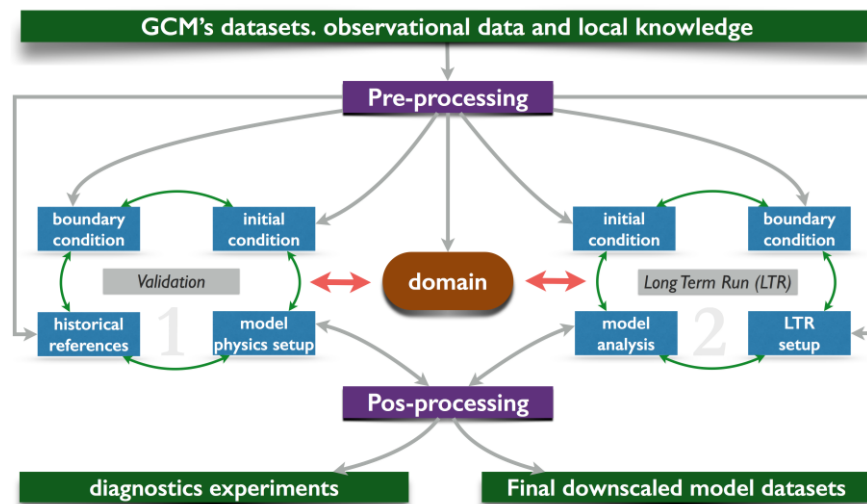 GCM's datasets. observational data and local knowledge
Pre-processing
boundary
condition
initial
condition
initial
condition
boundary
condition
domain
Validation
Long Term Run (LTR)
1
2
historical
references
model
physics setup
model
analysis
LTR
setup
Pos-processing
diagnostics experiments
Final downscaled model datasets